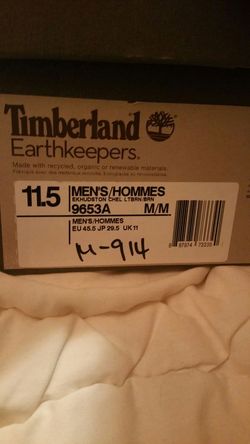 Timberland
Earthkeepers.
Made with recycled, organic or renewable materials.
11.5
MEN'S/HOMMES
EKHUDSTON CHEL LTBRN/BRN
9653A M/M
MEN'S/HOMMES
EU 45.5 JP 29.5 UK 11
M-914